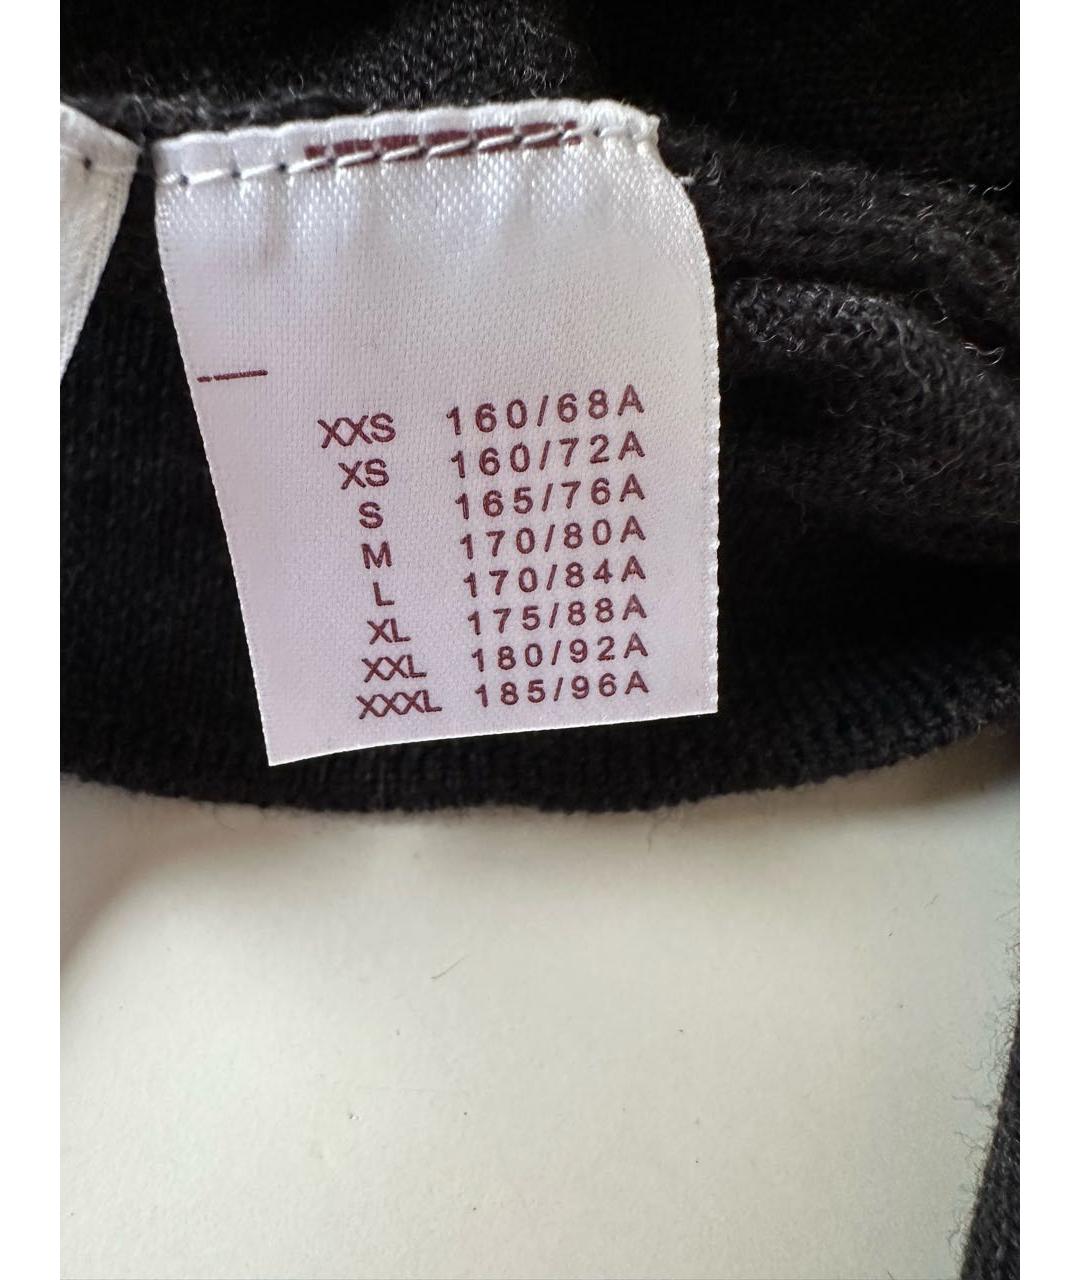 XXS 160/68A
XS 160/72A
S 165/76A
M 170/80A
L 170/84A
XL 175/88A
XXL 180/92A
XXXL 185/96A